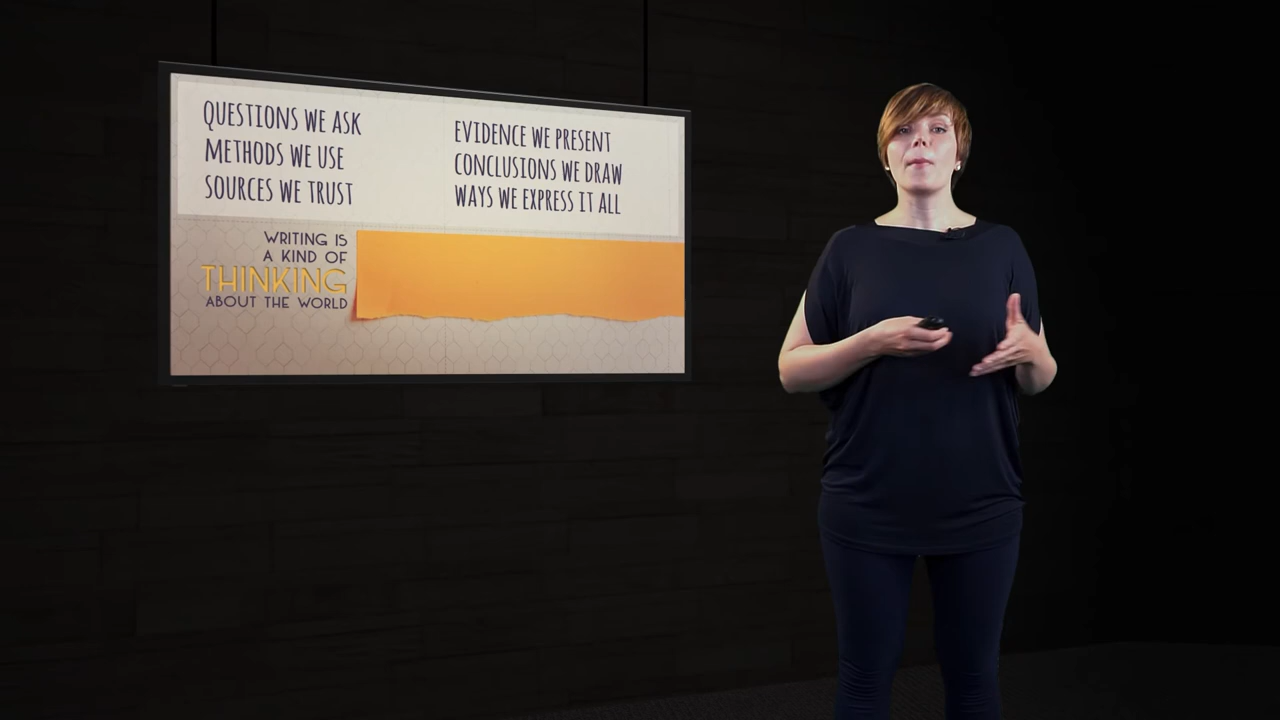 QUESTIONS WE ASK
METHODS WE USE
SOURCES WE TRUST
EVIDENCE WE PRESENT
CONCLUSIONS WE DRAW
WAYS WE EXPRESS IT ALL
WRITING IS
A KIND OF
THINKING
ABOUT THE WORLD